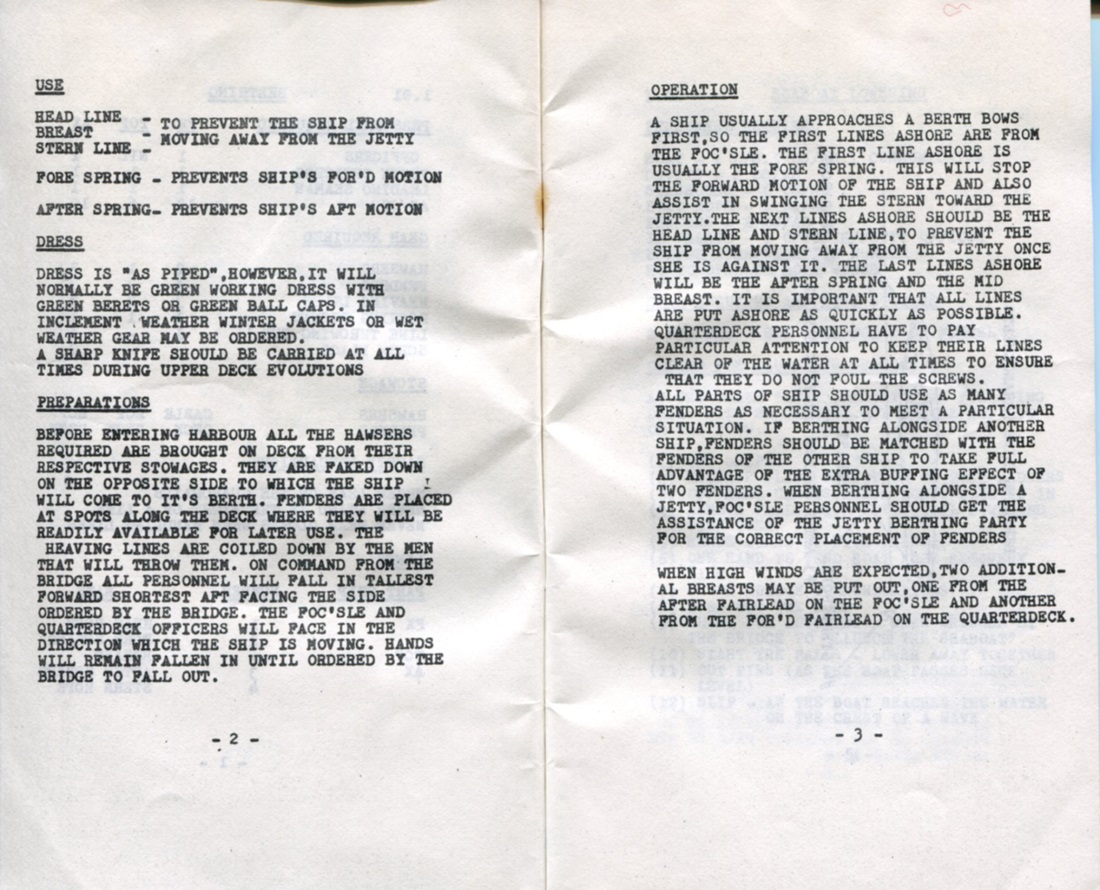 USE
HEAD LINE - TO PREVENT THE SHIP FROM
BREAST - MOVING AWAY FROM THE JETTY
STERN LINE -
FORE SPRING - PREVENTS SHIP'S FOR'D MOTION
AFTER SPRING- PREVENTS SHIP'S AFT MOTION
DRESS
DRESS IS "AS PIPED",HOWEVER,IT WILL
NORMALLY BE GREEN WORKING DRESS WITH
GREEN BERETS OR GREEN BALL CAPS. IN
INCLEMENT WEATHER WINTER JACKETS OR WET
WEATHER GEAR MAY BE ORDERED.
A SHARP KNIFE SHOULD BE CARRIED AT ALL
TIMES DURING UPPER DECK EVOLUTIONS
PREPARATIONS
BEFORE ENTERING HARBOUR ALL THE HAWSERS
REQUIRED ARE BROUGHT ON DECK FROM THEIR
RESPECTIVE STOWAGES. THEY ARE FAKED DOWN
ON THE OPPOSITE SIDE TO WHICH THE SHIP
WILL COME TO IT'S BERTH. FENDERS ARE PLACED
AT SPOTS ALONG THE DECK WHERE THEY WILL BE
READILY AVAILABLE FOR LATER USE. THE
HEAVING LINES ARE COILED DOWN BY THE MEN
THAT WILL THROW THEM. ON COMMAND FROM THE
BRIDGE ALL PERSONNEL WILL FALL IN TALLEST
FORWARD SHORTEST AFT FACING THE SIDE
ORDERED BY THE BRIDGE. THE FOC'SLE AND
QUARTERDECK OFFICERS WILL FACE IN THE
DIRECTION WHICH THE SHIP IS MOVING. HANDS
WILL REMAIN FALLEN IN UNTIL ORDERED BY THE
BRIDGE TO FALL OUT.
- 2 -
OPERATION
A SHIP USUALLY APPROACHES A BERTH BOWS
FIRST,SO THE FIRST LINES ASHORE ARE FROM
THE FOC'SLE. THE FIRST LINE ASHORE IS
USUALLY THE FORE SPRING. THIS WILL STOP
THE FORWARD MOTION OF THE SHIP AND ALSO
ASSIST IN SWINGING THE STERN TOWARD THE
JETTY.THE NEXT LINES ASHORE SHOULD BE THE
HEAD LINE AND STERN LINE,TO PREVENT THE
SHIP FROM MOVING AWAY FROM THE JETTY ONCE
SHE IS AGAINST IT. THE LAST LINES ASHORE
WILL BE THE AFTER SPRING AND THE MID
BREAST. IT IS IMPORTANT THAT ALL LINES
ARE PUT ASHORE AS QUICKLY AS POSSIBLE.
QUARTERDECK PERSONNEL HAVE TO PAY
PARTICULAR ATTENTION TO KEEP THEIR LINES
CLEAR OF THE WATER AT ALL TIMES TO ENSURE
THAT THEY DO NOT FOUL THE SCREWS.
ALL PARTS OF SHIP SHOULD USE AS MANY
FENDERS AS NECESSARY TO MEET A PARTICULAR
SITUATION. IF BERTHING ALONGSIDE ANOTHER
SHIP,FENDERS SHOULD BE MATCHED WITH THE
FENDERS OF THE OTHER SHIP TO TAKE FULL
ADVANTAGE OF THE EXTRA BUFFING EFFECT OF
TWO FENDERS. WHEN BERTHING ALONGSIDE A
JETTY,FOC'SLE PERSONNEL SHOULD GET THE
ASSISTANCE OF THE JETTY BERTHING PARTY
FOR THE CORRECT PLACEMENT OF FENDERS
WHEN HIGH WINDS ARE EXPECTED,TWO ADDITION-
AL BREASTS MAY BE PUT OUT,ONE FROM THE
AFTER FAIRLEAD ON THE FOC'SLE AND ANOTHER
FROM THE FOR'D FAIRLEAD ON THE QUARTERDECK.
- 3 -